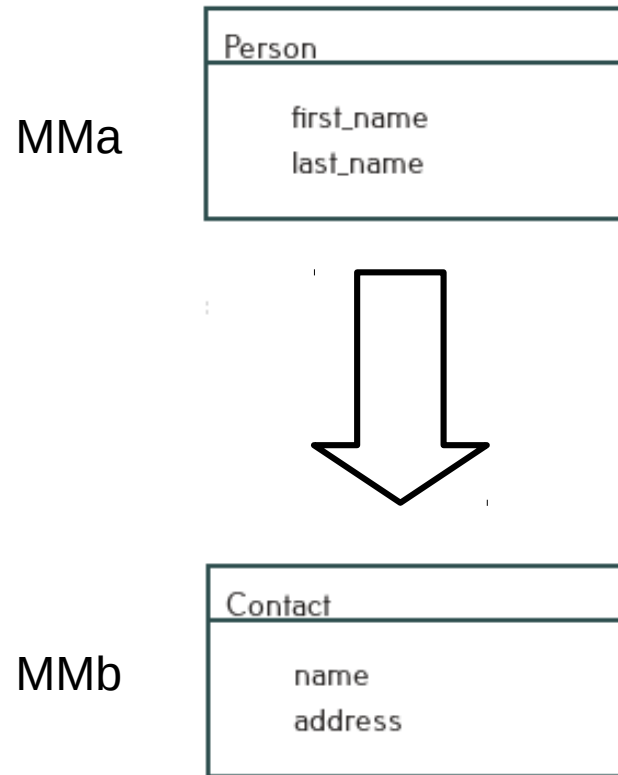 Person
MMa
first_name
last_name
Contact
MMb
name
address